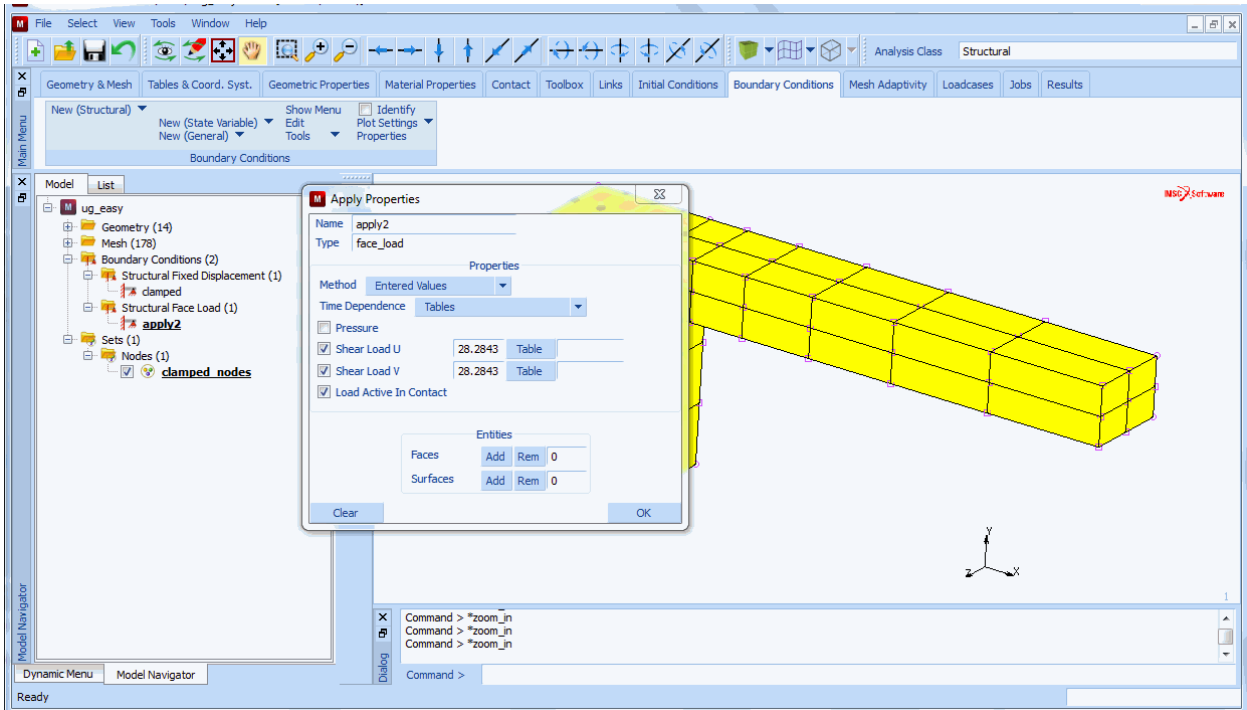 File Select View Tools Window Help
Analysis Class Structural
Geometry & Mesh Tables & Coord. Syst. Geometric Properties Material Properties Contact Toolbox Links Initial Conditions Boundary Conditions Mesh Adaptivity Loadcases Jobs Results
New (Structural) Show Menu Identify
New (State Variable) Edit Plot Settings
New (General) Tools Properties
Boundary Conditions
Main Menu
Model List
ug_easy
Geometry (14)
Mesh (178)
Boundary Conditions (2)
Structural Fixed Displacement (1)
clamped
Structural Face Load (1)
apply2
Sets (1)
Nodes (1)
clamped_nodes
Model Navigator
M Apply Properties
Name apply2
Type face_load
Properties
Method Entered Values
Time Dependence Tables
Pressure
Shear Load U 28.2843 Table
Shear Load V 28.2843 Table
Load Active In Contact
Entities
Faces Add Rem 0
Surfaces Add Rem 0
Clear OK
MSC Software
Y
Z X
1
Command > *zoom_in
Command > *zoom_in
Command > *zoom_in
Dialog
Command >
Dynamic Menu Model Navigator
Ready